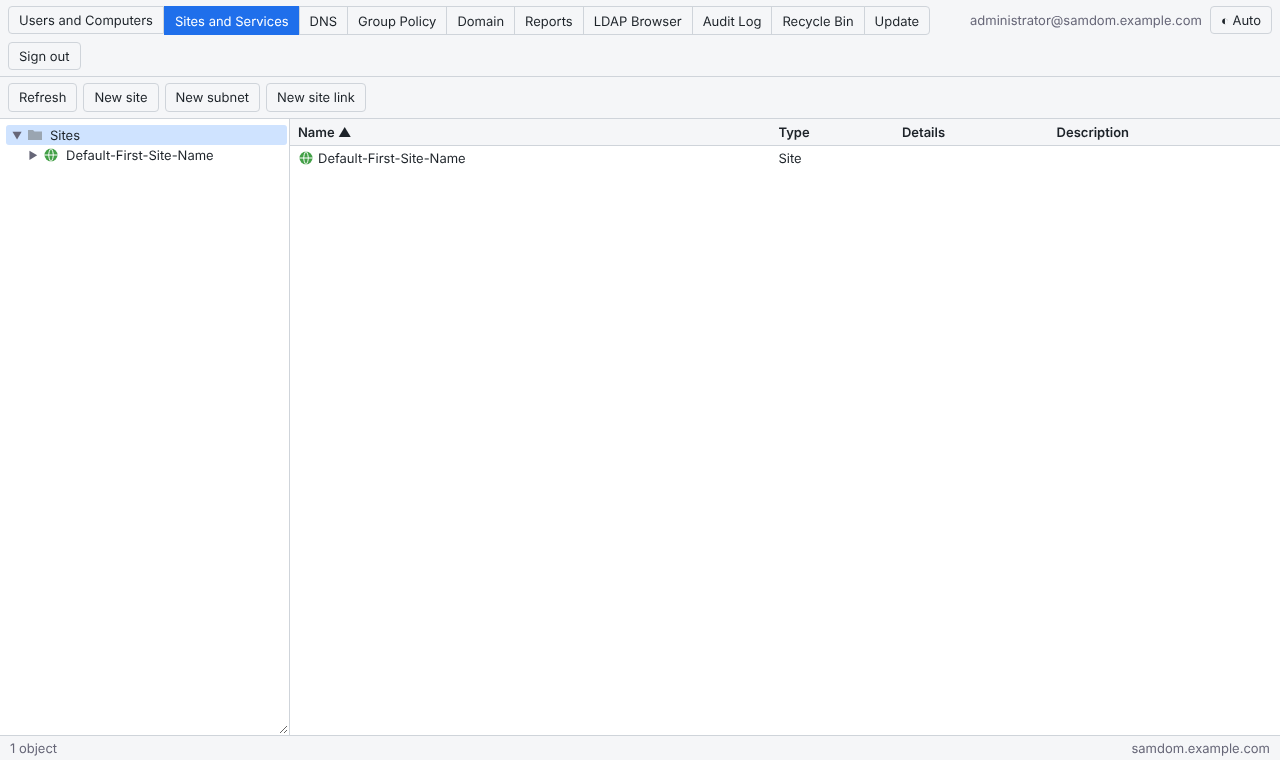 Users and Computers Sites and Services DNS Group Policy Domain Reports LDAP Browser Audit Log Recycle Bin Update administrator@samdom.example.com Auto
Sign out
Refresh New site New subnet New site link
Sites
Default-First-Site-Name
Name Type Details Description
Default-First-Site-Name Site
1 object samdom.example.com